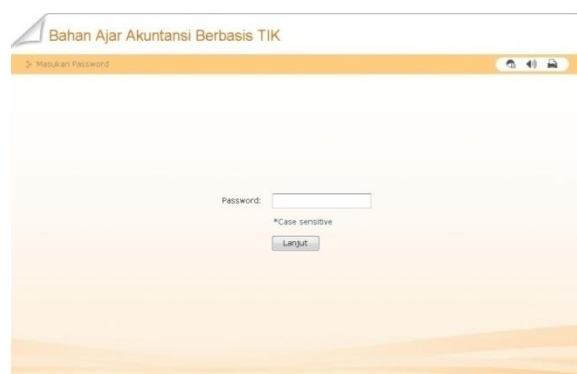 Bahan Ajar Akuntansi Berbasis TIK
Masukan Password
Password:
*Case sensitive
Lanjut